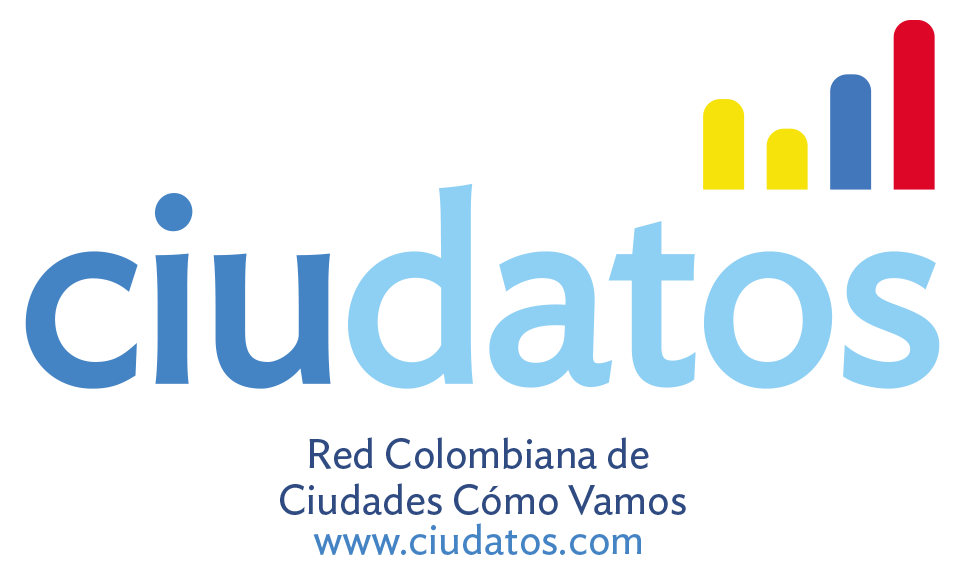 ciudatos
Red Colombiana de
Ciudades Cómo Vamos
www.ciudatos.com